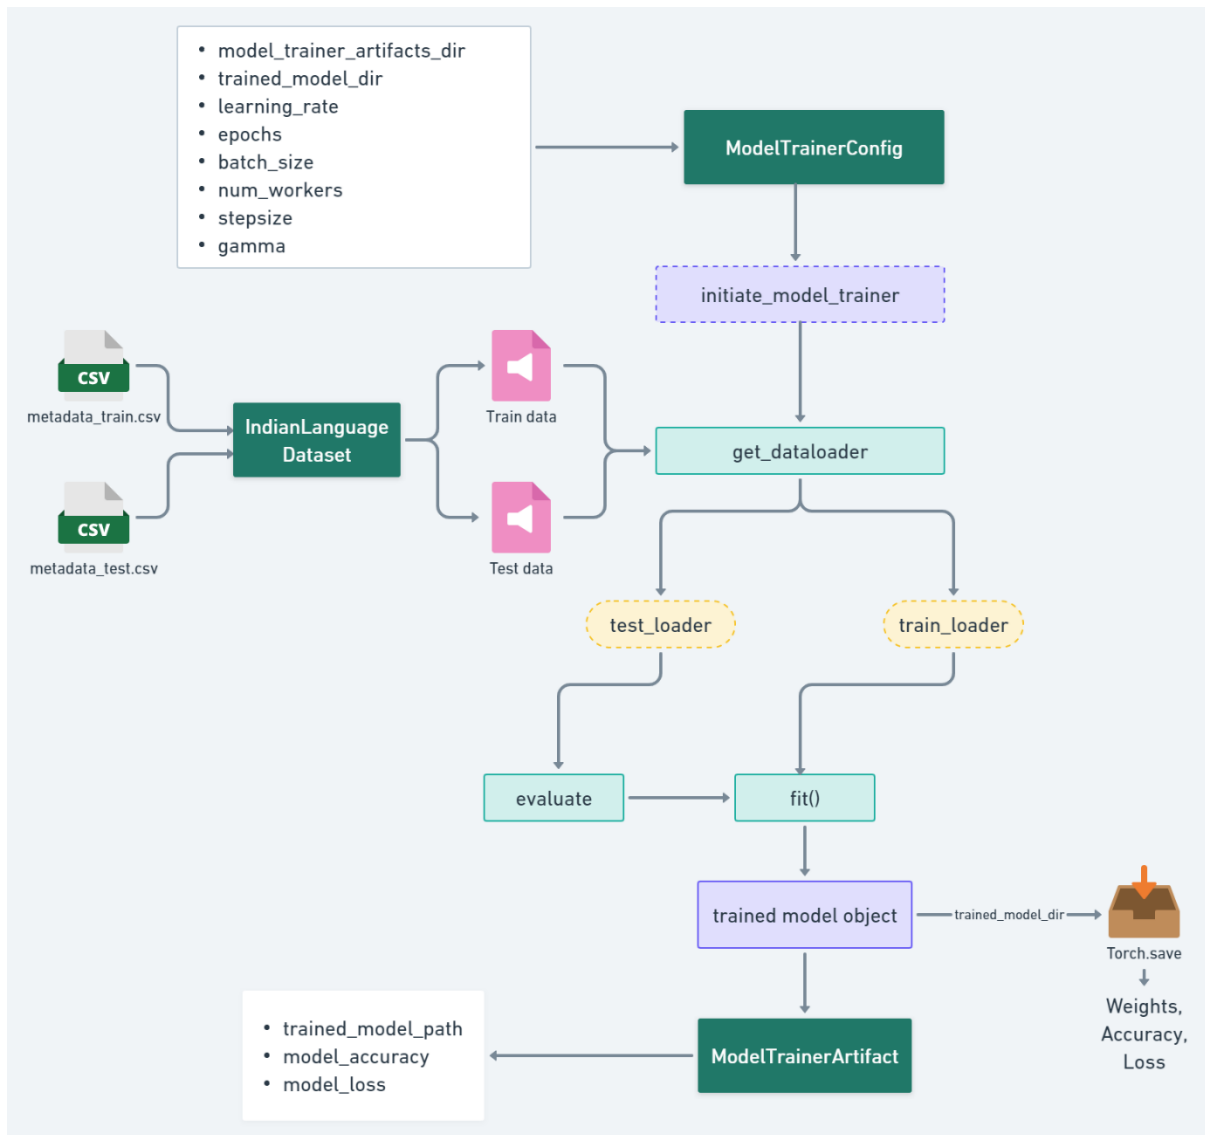 • model_trainer_artifacts_dir
• trained_model_dir
• learning_rate
• epochs
• batch_size
• num_workers
• stepsize
• gamma
ModelTrainerConfig
initiate_model_trainer
CSV
metadata_train.csv
CSV
metadata_test.csv
IndianLanguage
Dataset
Train data
Test data
get_dataloader
test_loader
train_loader
evaluate
fit()
trained model object
trained_model_dir
Torch.save
Weights,
Accuracy,
Loss
ModelTrainerArtifact
• trained_model_path
• model_accuracy
• model_loss